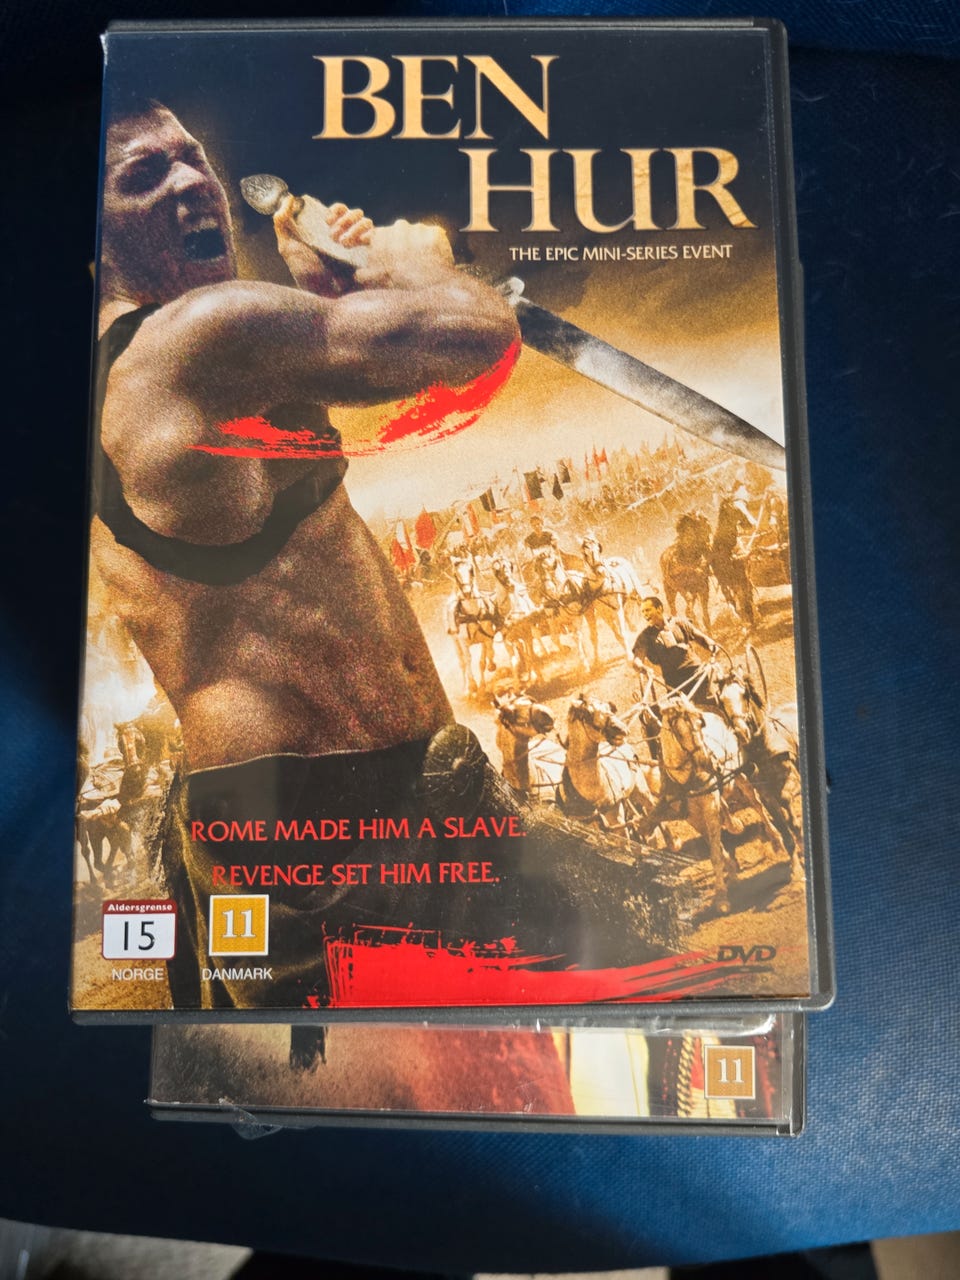 BEN
HUR
THE EPIC MINI-SERIES EVENT
ROME MADE HIM A SLAVE.
REVENGE SET HIM FREE.
Aldersgrense
15
NORGE
11
DANMARK
DVD
11